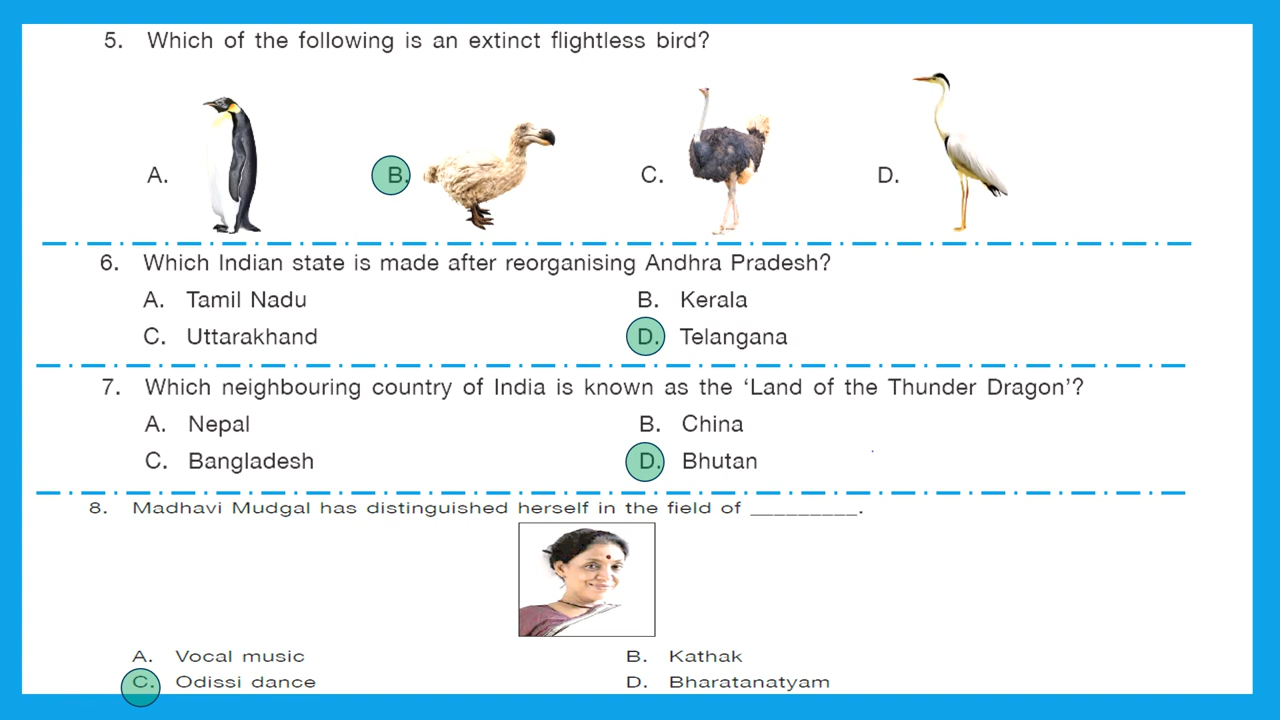 5. Which of the following is an extinct flightless bird?
A. B. C. D.
6. Which Indian state is made after reorganising Andhra Pradesh?
A. Tamil Nadu B. Kerala
C. Uttarakhand D. Telangana
7. Which neighbouring country of India is known as the ‘Land of the Thunder Dragon’?
A. Nepal B. China
C. Bangladesh D. Bhutan
8. Madhavi Mudgal has distinguished herself in the field of _________.
A. Vocal music B. Kathak
C. Odissi dance D. Bharatanatyam